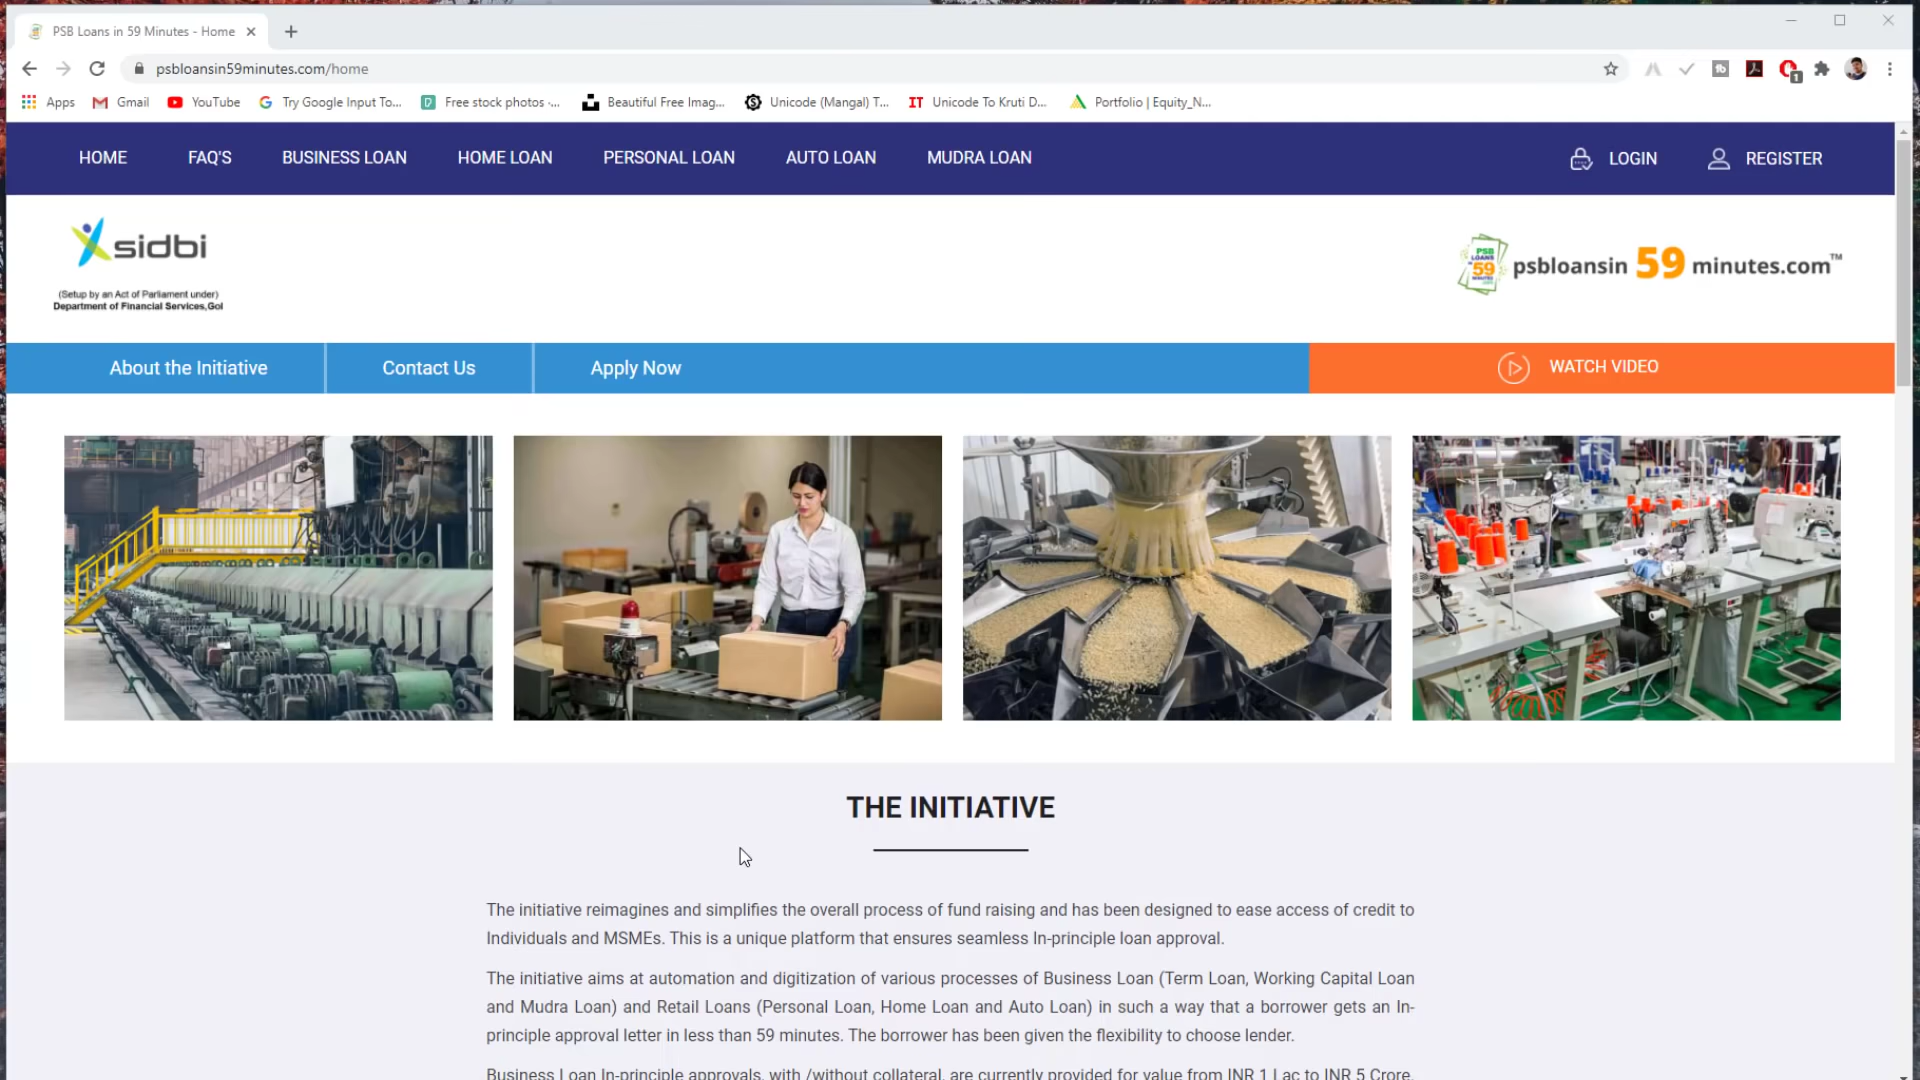 PSB Loans in 59 Minutes - Home
psbloansin59minutes.com/home
Apps Gmail YouTube Try Google Input To... Free stock photos -... Beautiful Free Imag... Unicode (Mangal) T... IT Unicode To Kruti D... Portfolio | Equity_N...
HOME FAQ'S BUSINESS LOAN HOME LOAN PERSONAL LOAN AUTO LOAN MUDRA LOAN LOGIN REGISTER
sidbi
(Setup by an Act of Parliament under)
Department of Financial Services,GoI
PSB LOANS in 59 MINUTES .com
psbloansin 59 minutes.com™
About the Initiative Contact Us Apply Now WATCH VIDEO
THE INITIATIVE
The initiative reimagines and simplifies the overall process of fund raising and has been designed to ease access of credit to
Individuals and MSMEs. This is a unique platform that ensures seamless In-principle loan approval.
The initiative aims at automation and digitization of various processes of Business Loan (Term Loan, Working Capital Loan
and Mudra Loan) and Retail Loans (Personal Loan, Home Loan and Auto Loan) in such a way that a borrower gets an In-
principle approval letter in less than 59 minutes. The borrower has been given the flexibility to choose lender.
Business Loan In-principle approvals, with /without collateral, are currently provided for value from INR 1 Lac to INR 5 Crore.